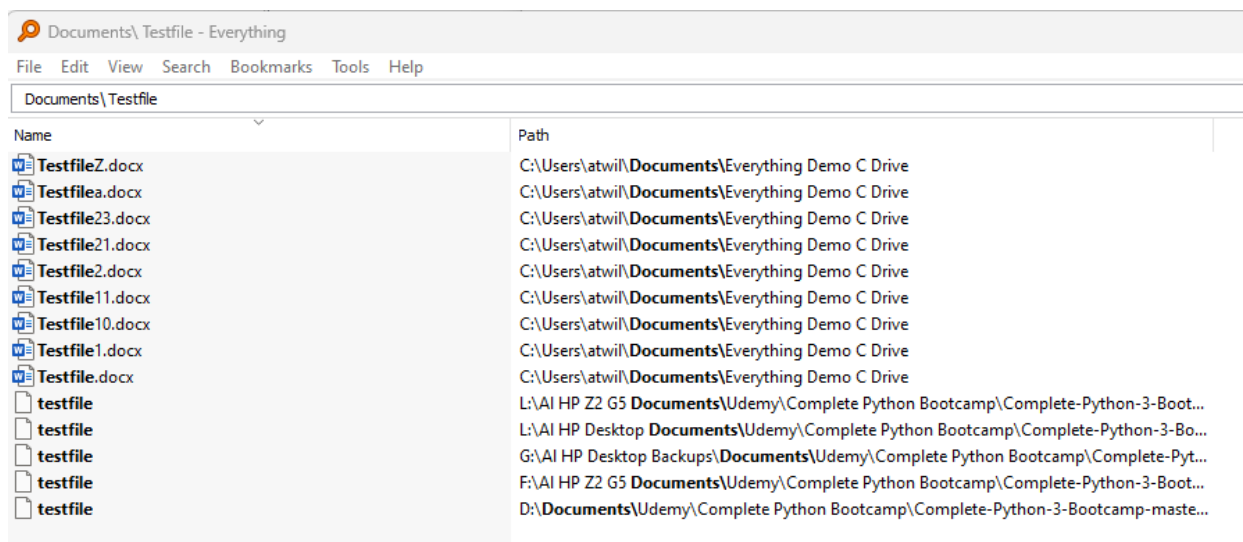 Documents\ Testfile - Everything
File Edit View Search Bookmarks Tools Help
Documents\ Testfile
Name Path
TestfileZ.docx C:\Users\atwil\Documents\Everything Demo C Drive
Testfilea.docx C:\Users\atwil\Documents\Everything Demo C Drive
Testfile23.docx C:\Users\atwil\Documents\Everything Demo C Drive
Testfile21.docx C:\Users\atwil\Documents\Everything Demo C Drive
Testfile2.docx C:\Users\atwil\Documents\Everything Demo C Drive
Testfile11.docx C:\Users\atwil\Documents\Everything Demo C Drive
Testfile10.docx C:\Users\atwil\Documents\Everything Demo C Drive
Testfile1.docx C:\Users\atwil\Documents\Everything Demo C Drive
Testfile.docx C:\Users\atwil\Documents\Everything Demo C Drive
testfile L:\AI HP Z2 G5 Documents\Udemy\Complete Python Bootcamp\Complete-Python-3-Boot...
testfile L:\AI HP Desktop Documents\Udemy\Complete Python Bootcamp\Complete-Python-3-Bo...
testfile G:\AI HP Desktop Backups\Documents\Udemy\Complete Python Bootcamp\Complete-Pyt...
testfile F:\AI HP Z2 G5 Documents\Udemy\Complete Python Bootcamp\Complete-Python-3-Boot...
testfile D:\Documents\Udemy\Complete Python Bootcamp\Complete-Python-3-Bootcamp-maste...